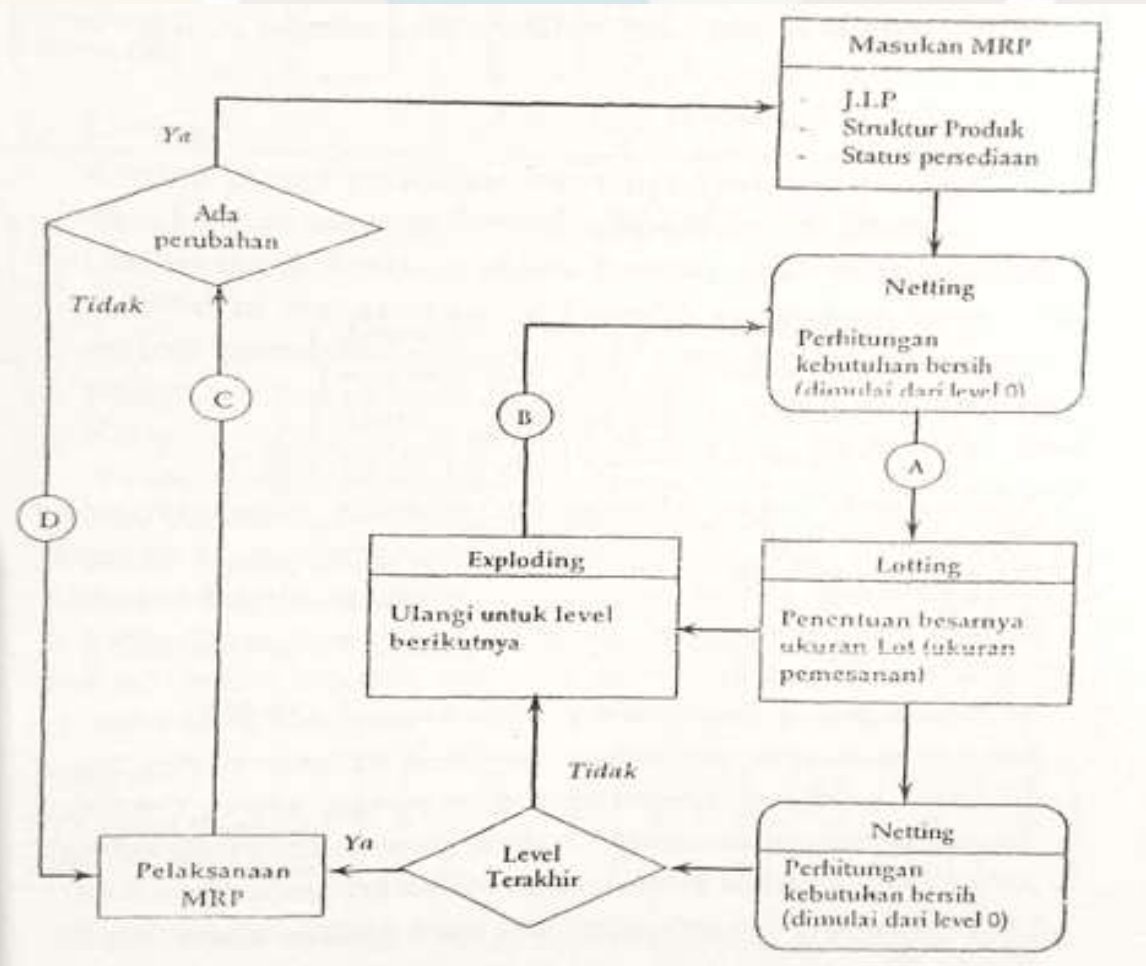 Masukan MRP
- J.I.P
- Struktur Produk
- Status persediaan
Ya
Ada
perubahan
Tidak
Netting
Perhitungan
kebutuhan bersih
(dimulai dari level 0)
C
B
A
D
Exploding
Ulangi untuk level
berikutnya
Lotting
Penentuan besarnya
ukuran Lot (ukuran
pemesanan)
Tidak
Ya
Level
Terakhir
Netting
Perhitungan
kebutuhan bersih
(dimulai dari level 0)
Pelaksanaan
MRP